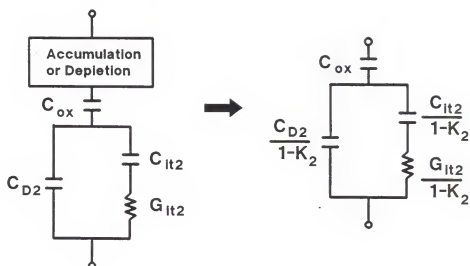 Accumulation
or Depletion
C_ox
C_D2
C_it2
G_it2
C_ox
C_D2
1-K_2
C_it2
1-K_2
G_it2
1-K_2